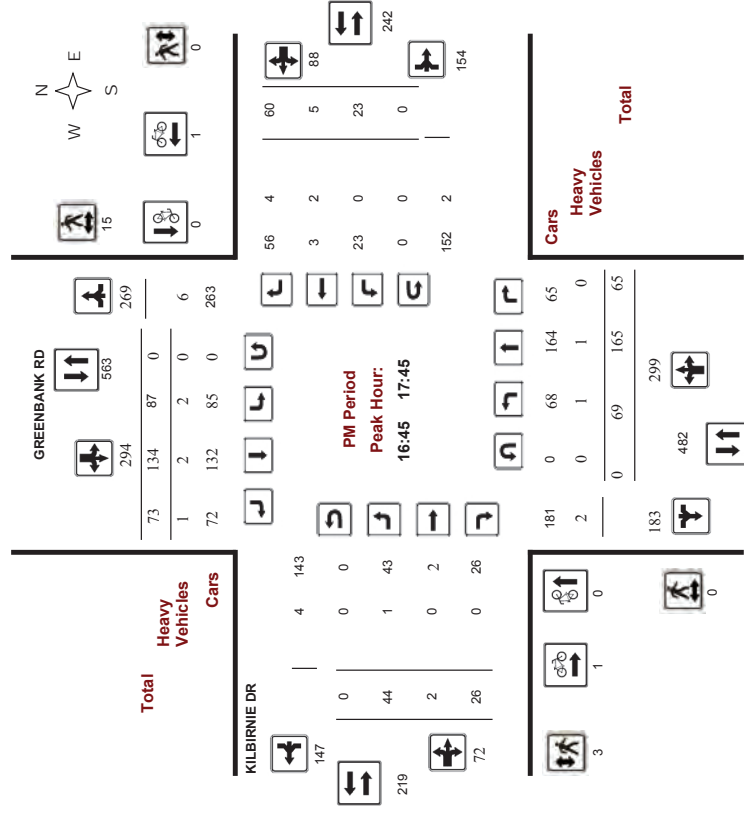 GREENBANK RD
N
W E
S
15
0
0
1
563
294
269
73 134 87 0
1 2 2 0 6
72 132 85 0 263
Total
Heavy
Vehicles
Cars
242
88
154
56 4 60
3 2 5
23 0 23
0 0 0
152 2
PM Period
Peak Hour:
16:45 17:45
KILBIRNIE DR
147
219
72
4 143
0 0 0
44 1 43
2 0 2
26 0 26
Cars
Heavy
Vehicles
Total
181 0 68 164 65
2 0 1 1 0
0 69 165 65
183
299
482
3
1
0
0